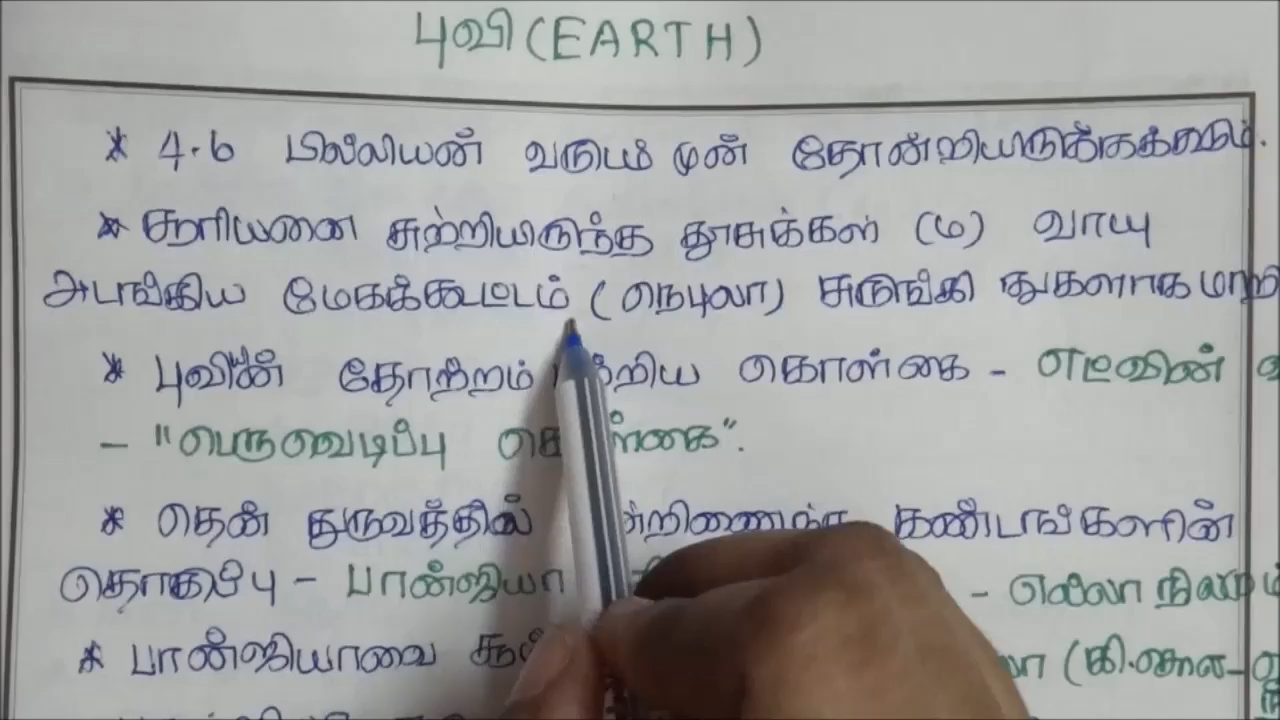 புவி (EARTH)
* 4.6 பில்லியன் வருடம் முன் தோன்றியிருக்கக்கூடும்.
* சூரியனை சுற்றியிருந்த தூசுக்கள் (ம) வாயு
அடங்கிய மேகக்கூட்டம் (நெபுலா) சுருங்கி துகளாக மாறி
* புவியின் தோற்றம் கொள்கை - எட்வின்
- "பெருவெடிப்பு
* தென் துருவத்தில் கண்டங்களின்
தொகுப்பு - பான்ஜியா - எல்லா நிலமும்
* பான்ஜியாவை